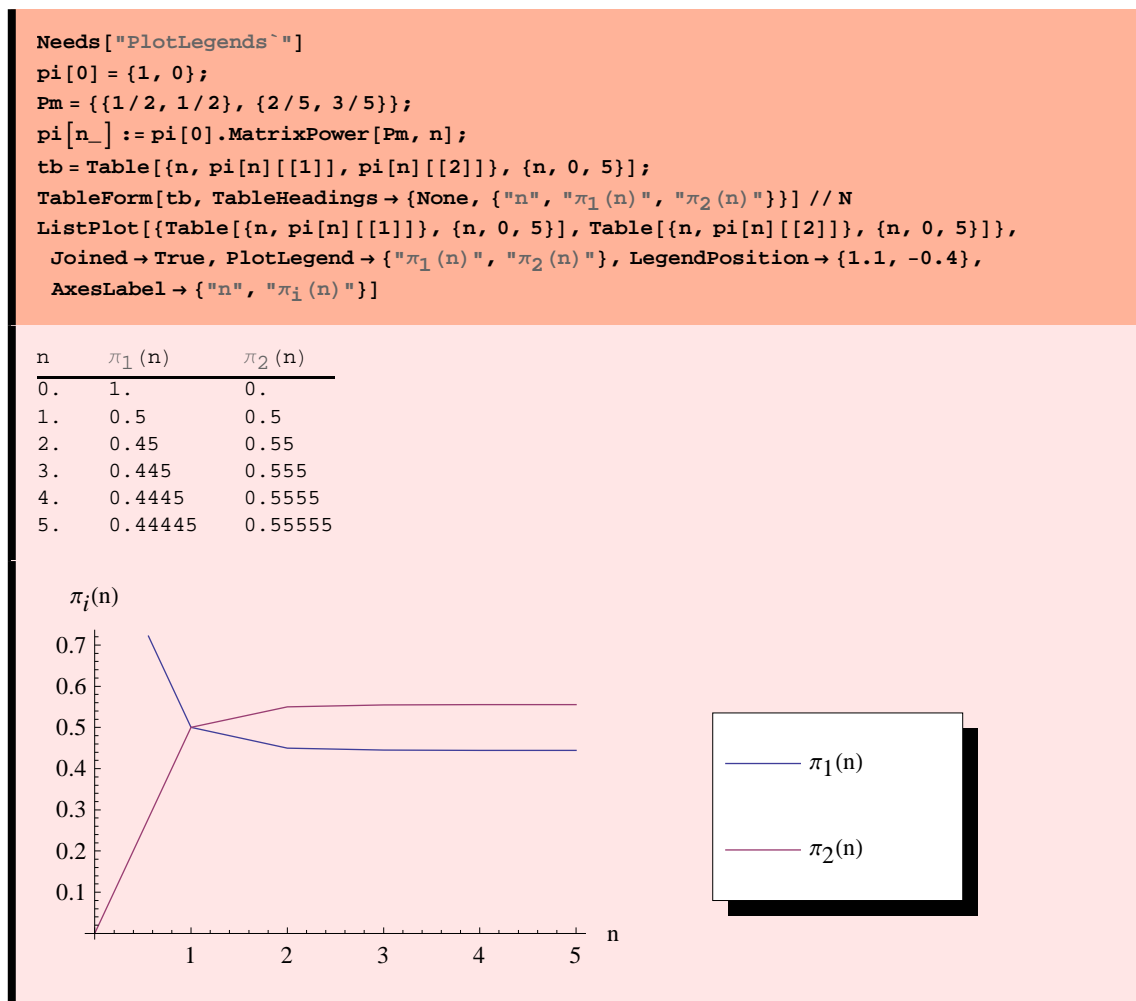 Needs["PlotLegends`"]
pi[0] = {1, 0};
Pm = {{1/2, 1/2}, {2/5, 3/5}};
pi[n_] := pi[0].MatrixPower[Pm, n];
tb = Table[{n, pi[n][[1]], pi[n][[2]]}, {n, 0, 5}];
TableForm[tb, TableHeadings → {None, {"n", "π₁(n)", "π₂(n)"}}] // N
ListPlot[{Table[{n, pi[n][[1]]}, {n, 0, 5}], Table[{n, pi[n][[2]]}, {n, 0, 5}]},
Joined → True, PlotLegend → {"π₁(n)", "π₂(n)"}, LegendPosition → {1.1, -0.4},
AxesLabel → {"n", "πᵢ(n)"}]
n π₁(n) π₂(n)
0. 1. 0.
1. 0.5 0.5
2. 0.45 0.55
3. 0.445 0.555
4. 0.4445 0.5555
5. 0.44445 0.55555
πᵢ(n)
0.7
0.6
0.5
0.4
0.3
0.2
0.1
1 2 3 4 5 n
π₁(n)
π₂(n)